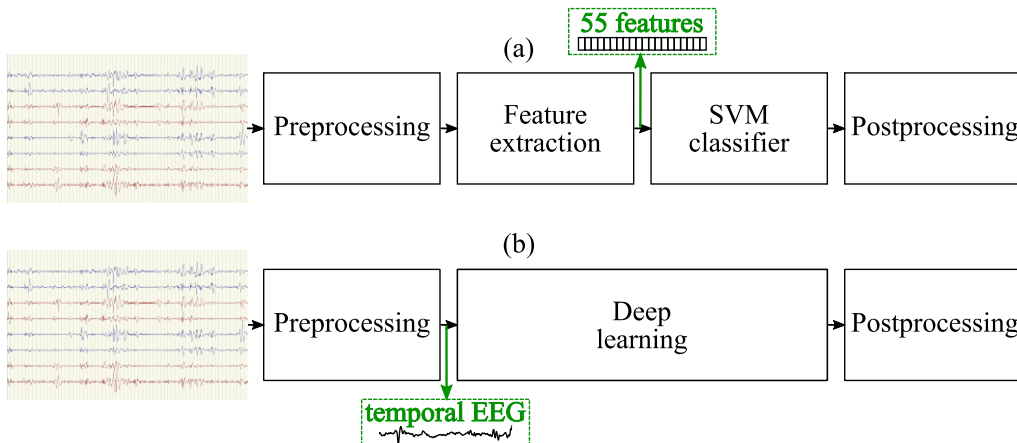 55 features
(a)
Preprocessing
Feature
extraction
SVM
classifier
Postprocessing
(b)
Preprocessing
Deep
learning
Postprocessing
temporal EEG